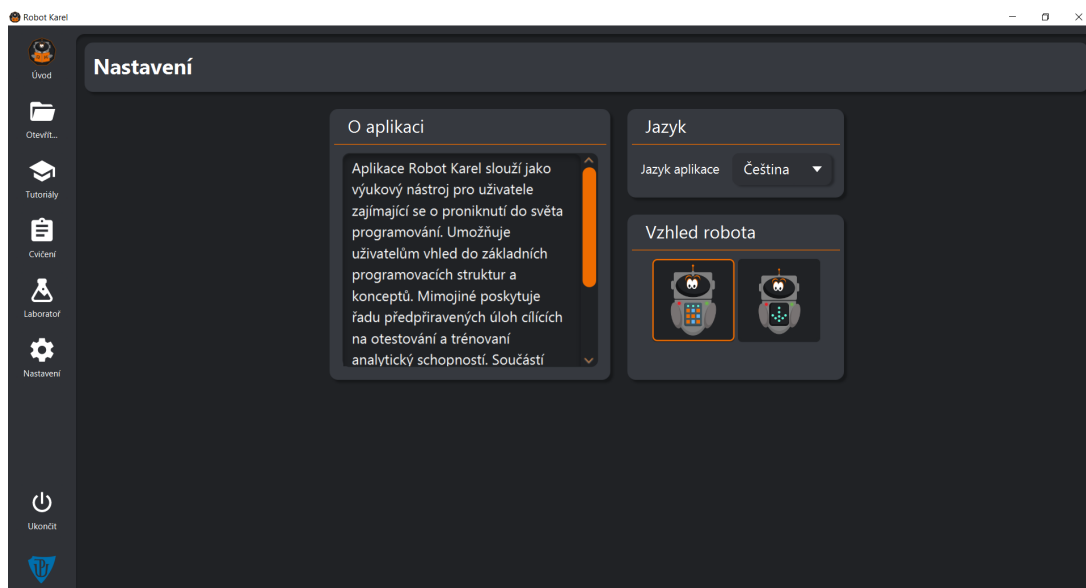 Robot Karel
Úvod
Otevřít...
Tutoriály
Cvičení
Laboratoř
Nastavení
Ukončit
Nastavení
O aplikaci
Aplikace Robot Karel slouží jako
výukový nástroj pro uživatele
zajímající se o proniknutí do světa
programování. Umožňuje
uživatelům vhled do základních
programovacích struktur a
konceptů. Mimojiné poskytuje
řadu předpřiravených úloh cílících
na otestování a trénovaní
analytický schopností. Součástí
Jazyk
Jazyk aplikace
Čeština
Vzhled robota